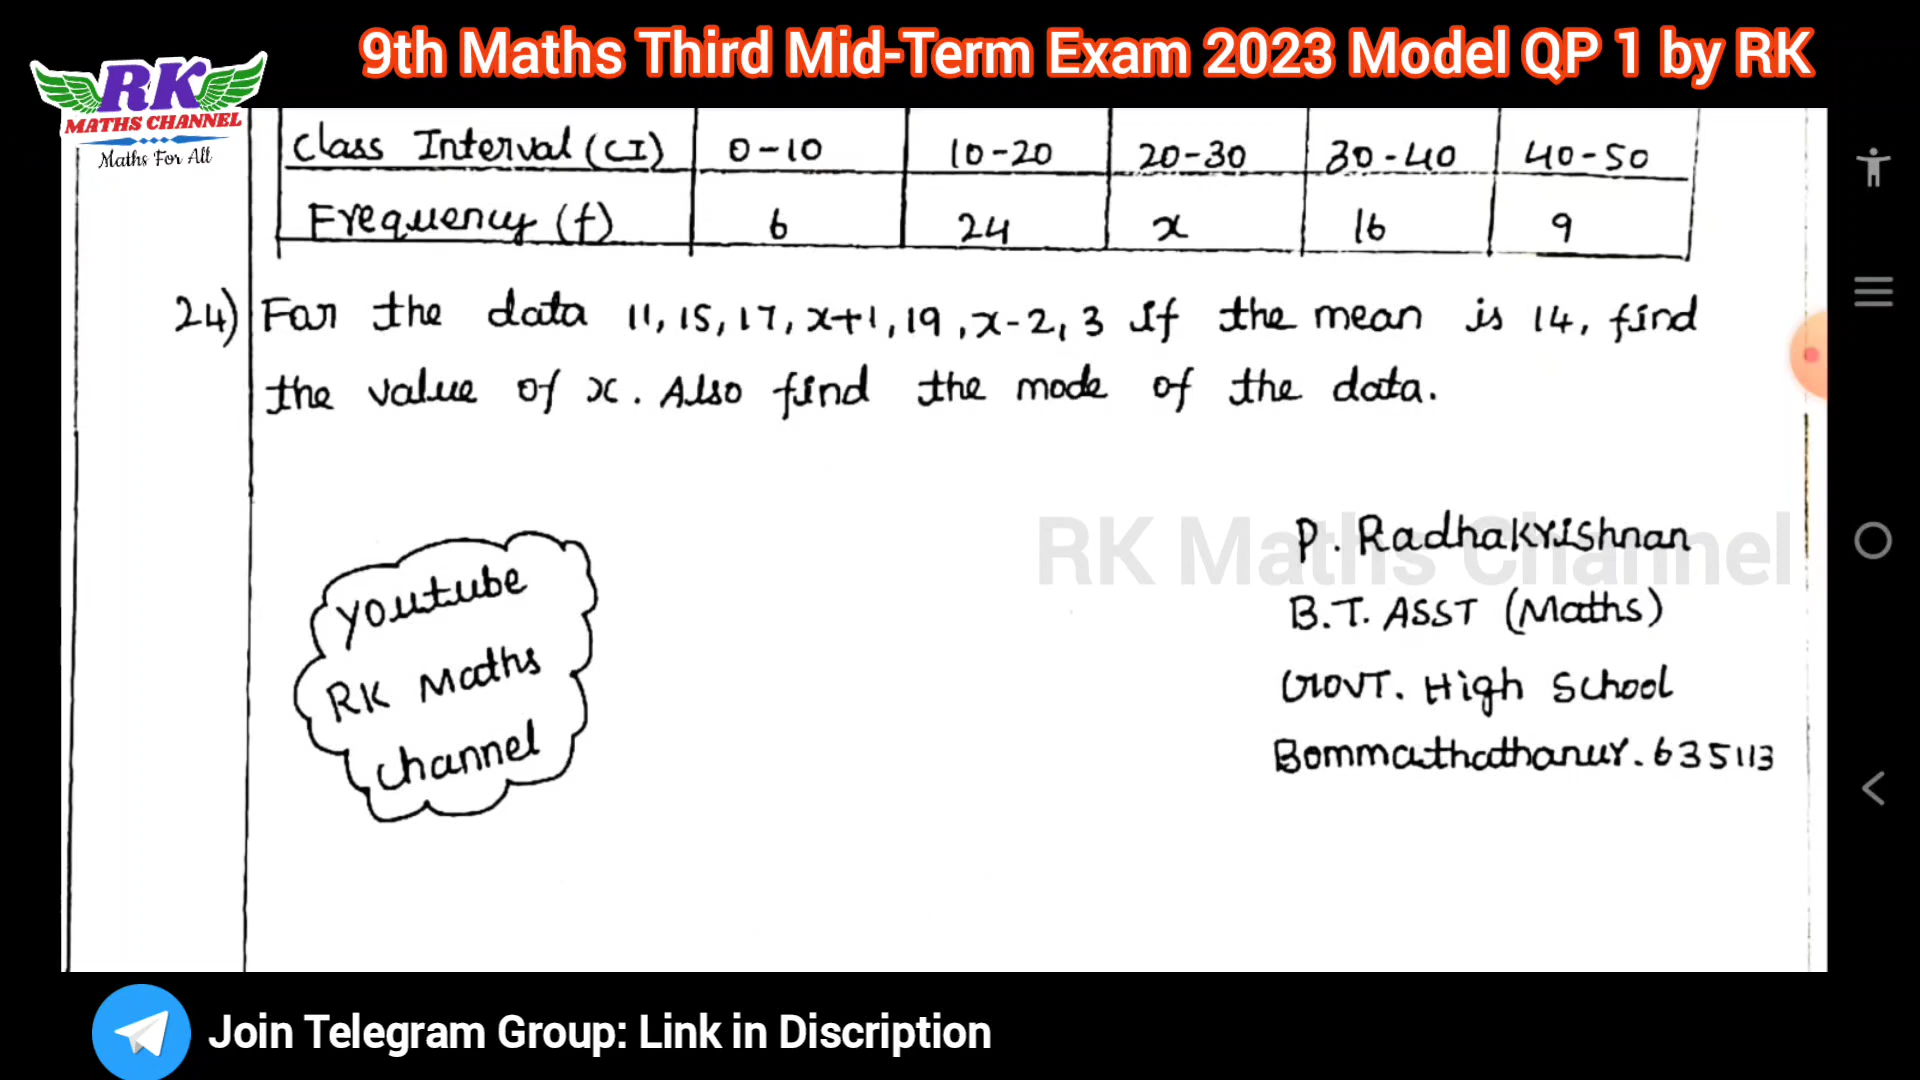 9th Maths Third Mid-Term Exam 2023 Model QP 1 by RK
RK
MATHS CHANNEL
Maths For All
Class Interval (CI) 0-10 10-20 20-30 30-40 40-50
Frequency (f) 6 24 x 16 9
24) For the data 11, 15, 17, x+1, 19, x-2, 3 if the mean is 14, find
the value of x. Also find the mode of the data.
RK Maths Channel
P. Radhakrishnan
B.T. ASST (Maths)
Govt. High School
Bommathathanur. 635113
Youtube
RK Maths
channel
Join Telegram Group: Link in Discription